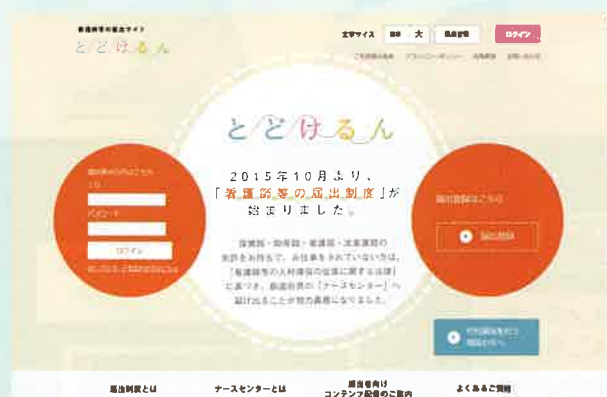 看護師等の届出サイト
とどけるん
文字サイズ 標準 大
ログイン
とどけるん
2015年10月より、
「看護師等の届出制度」が
始まりました。
保健師・助産師・看護師・准看護師の
免許をお持ちで、お仕事をされていない方は、
「看護師等の人材確保の促進に関する法律」
に基づき、都道府県の「ナースセンター」へ
届け出ることが努力義務になりました。
ID
パスワード
ログイン
届出登録はこちら
届出登録
届出制度とは
ナースセンターとは
届出者向け
コンテンツ配信のご案内
よくあるご質問